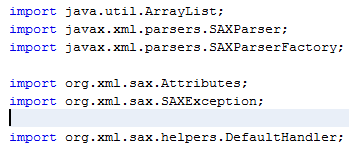 import java.util.ArrayList;
import javax.xml.parsers.SAXParser;
import javax.xml.parsers.SAXParserFactory;
import org.xml.sax.Attributes;
import org.xml.sax.SAXException;
import org.xml.sax.helpers.DefaultHandler;